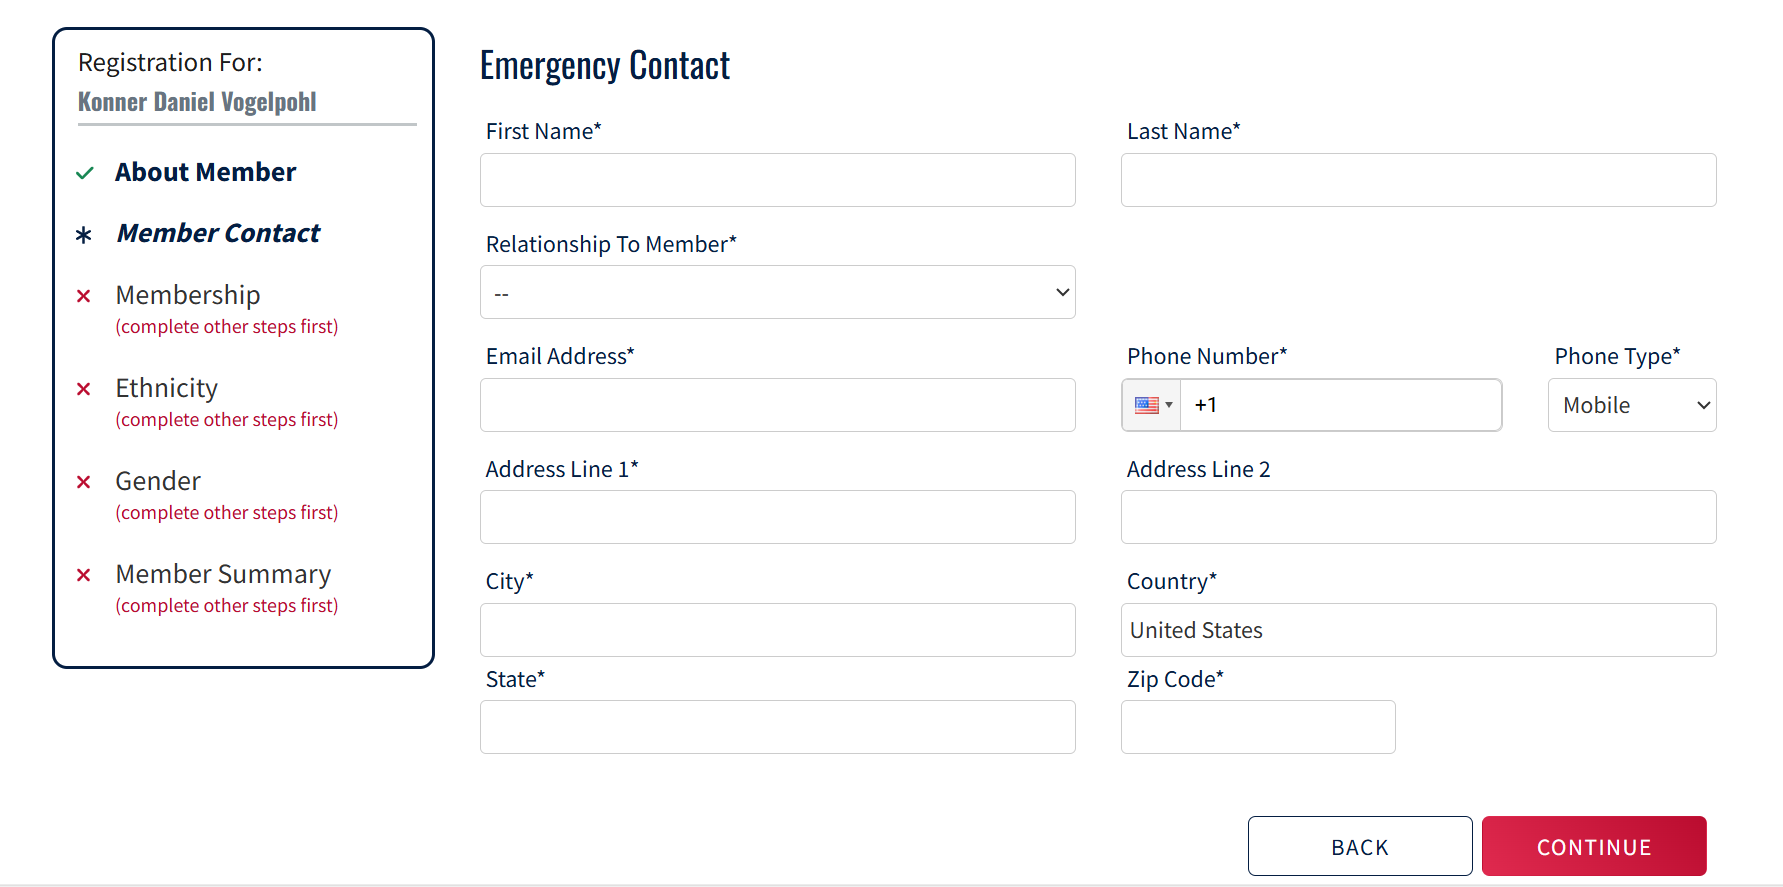 Registration For:
Konner Daniel Vogelpohl
About Member
Member Contact
Membership
(complete other steps first)
Ethnicity
(complete other steps first)
Gender
(complete other steps first)
Member Summary
(complete other steps first)
Emergency Contact
First Name* Last Name*
Relationship To Member*
--
Email Address* Phone Number* Phone Type*
+1 Mobile
Address Line 1* Address Line 2
City* Country*
United States
State* Zip Code*
BACK CONTINUE